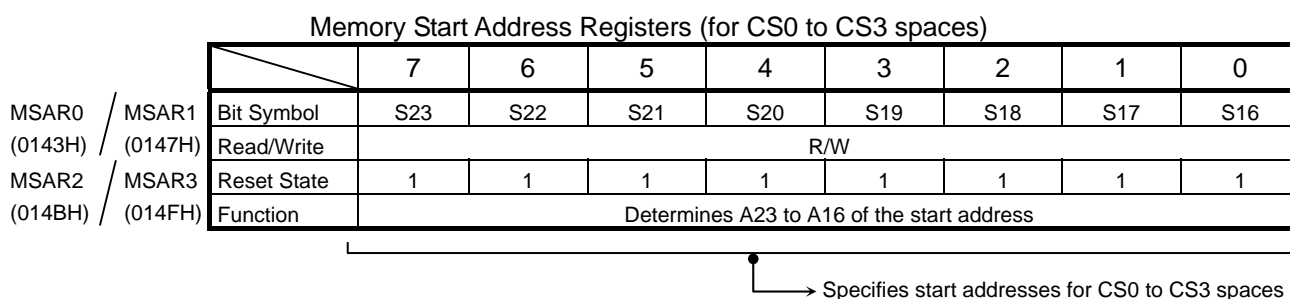 Memory Start Address Registers (for CS0 to CS3 spaces)
7 6 5 4 3 2 1 0
MSAR0 / MSAR1 Bit Symbol S23 S22 S21 S20 S19 S18 S17 S16
(0143H) (0147H) Read/Write R/W
MSAR2 / MSAR3 Reset State 1 1 1 1 1 1 1 1
(014BH) (014FH) Function Determines A23 to A16 of the start address
Specifies start addresses for CS0 to CS3 spaces